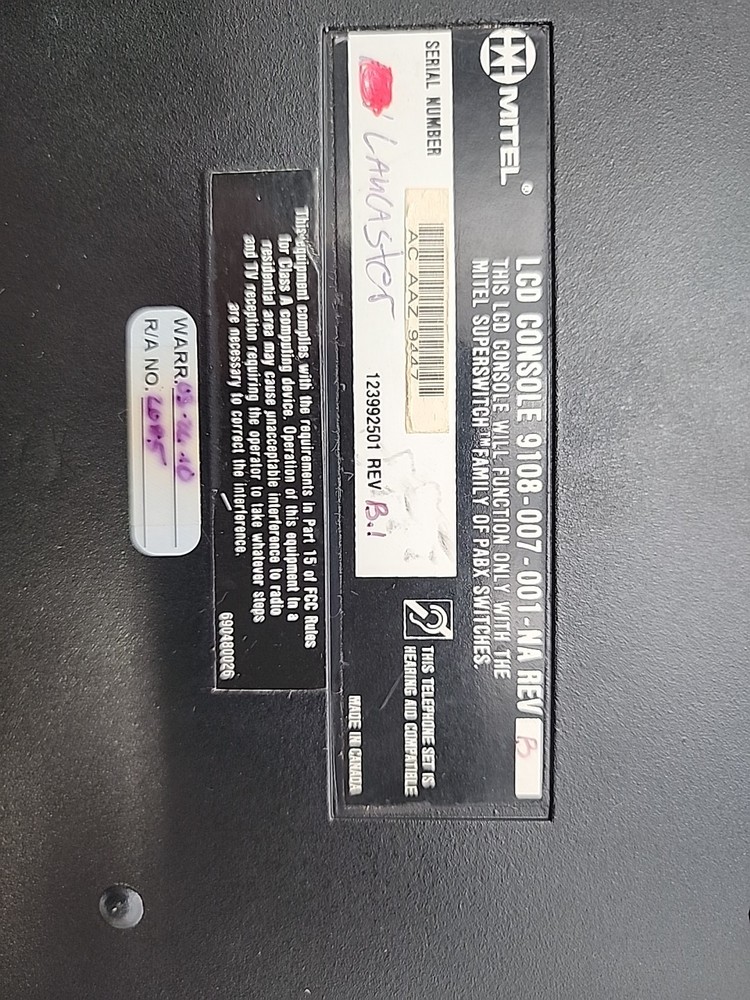 MITEL®
LCD CONSOLE 9108-007-001-NA REV B
THIS LCD CONSOLE WILL FUNCTION ONLY WITH THE
MITEL SUPERSWITCH™ FAMILY OF PABX SWITCHES.
SERIAL NUMBER
AC AAZ 9447
Lancaster
123992501 REV B.1
THIS TELEPHONE SET IS
HEARING AID COMPATIBLE
MADE IN CANADA
This equipment complies with the requirements in Part 15 of FCC Rules
for Class A computing device. Operation of this equipment in a
residential area may cause unacceptable interference to radio
and TV reception requiring the operator to take whatever steps
are necessary to correct the interference.
690480026
WARR.
R/A NO.